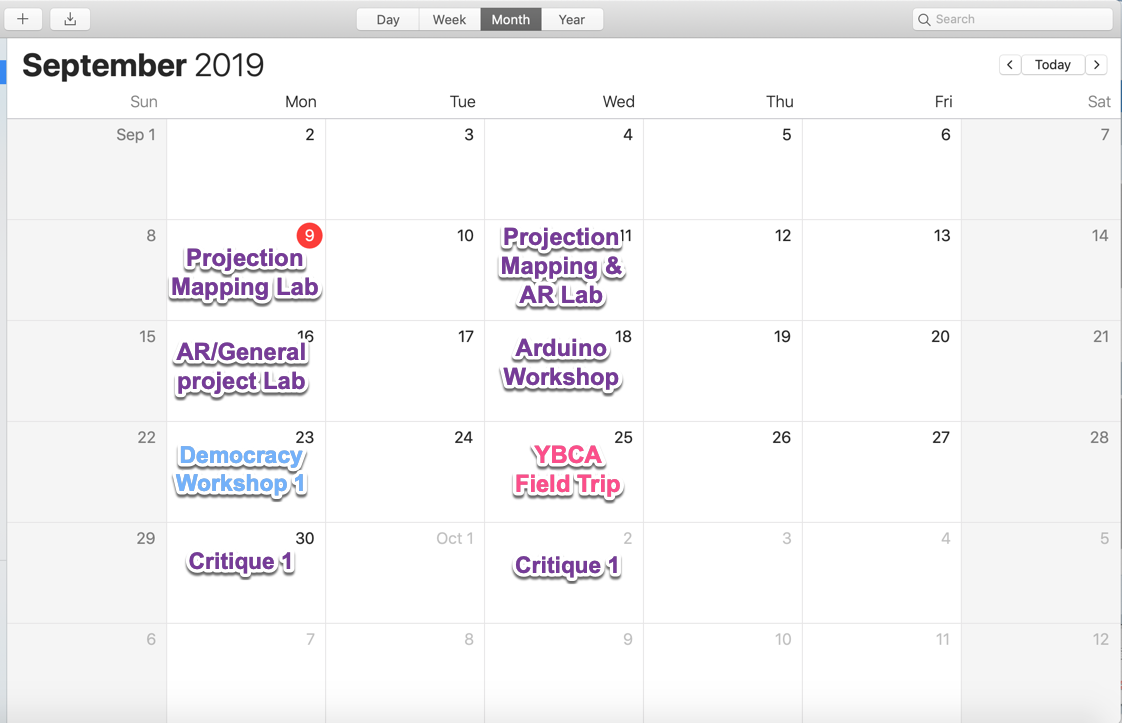 Day Week Month Year Search
September 2019 Today
Sun Mon Tue Wed Thu Fri Sat
Sep 1 2 3 4 5 6 7
8 9 10 11 12 13 14
Projection
Mapping Lab
Projection
Mapping &
AR Lab
15 16 17 18 19 20 21
AR/General
project Lab
Arduino
Workshop
22 23 24 25 26 27 28
Democracy
Workshop 1
YBCA
Field Trip
29 30 Oct 1 2 3 4 5
Critique 1
Critique 1
6 7 8 9 10 11 12